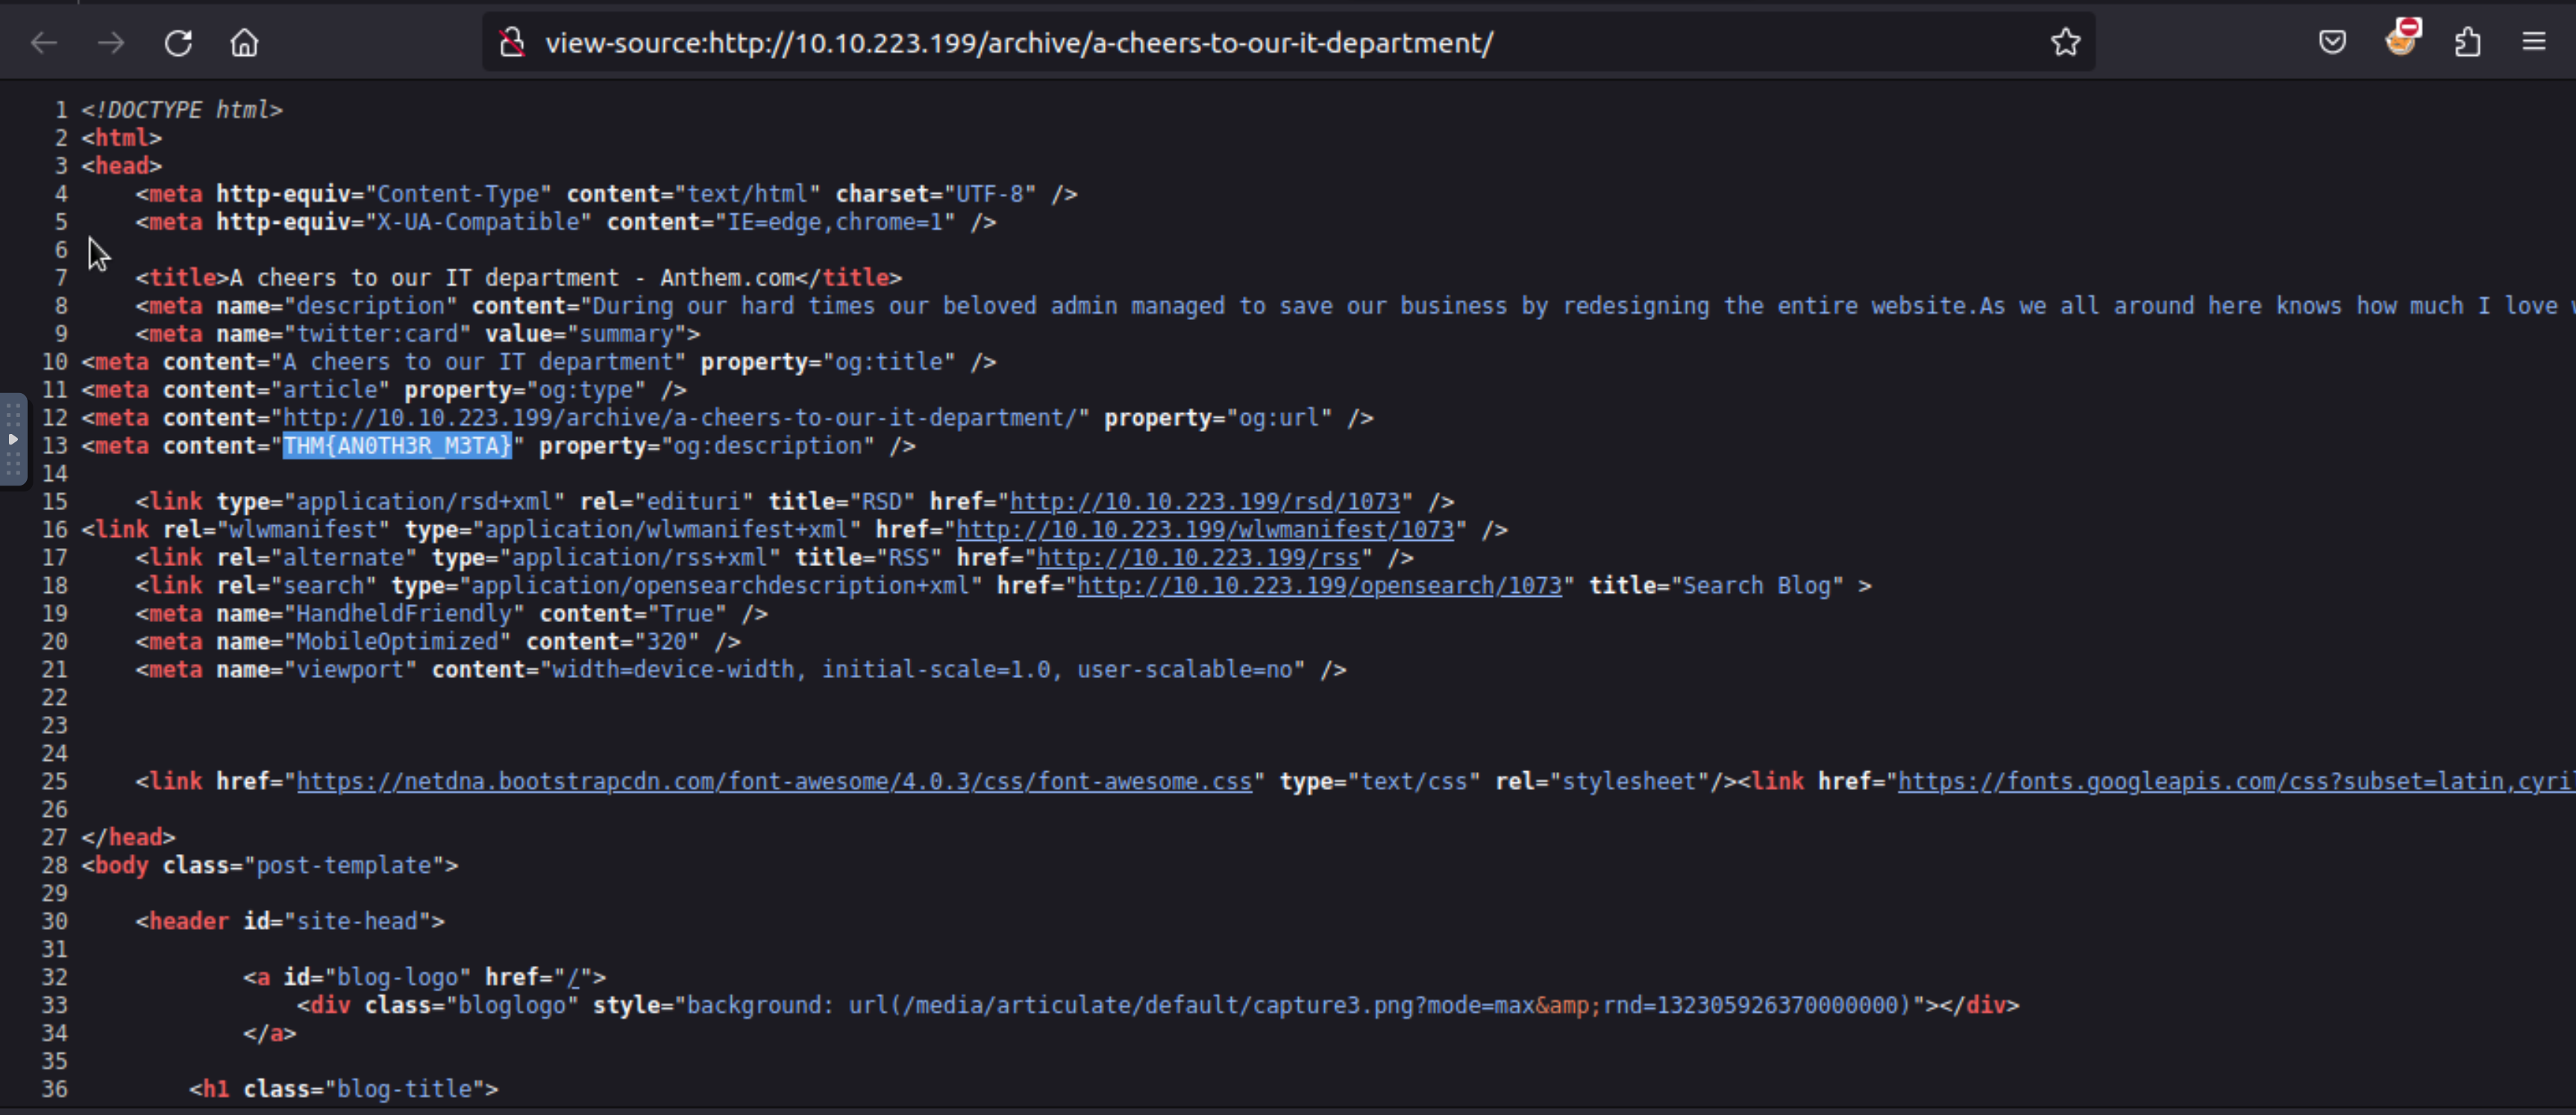 view-source:http://10.10.223.199/archive/a-cheers-to-our-it-department/
1 <!DOCTYPE html>
2 <html>
3 <head>
4     <meta http-equiv="Content-Type" content="text/html" charset="UTF-8" />
5     <meta http-equiv="X-UA-Compatible" content="IE=edge,chrome=1" />
6
7     <title>A cheers to our IT department - Anthem.com</title>
8     <meta name="description" content="During our hard times our beloved admin managed to save our business by redesigning the entire website.As we all around here knows how much I love
9     <meta name="twitter:card" value="summary">
10 <meta content="A cheers to our IT department" property="og:title" />
11 <meta content="article" property="og:type" />
12 <meta content="http://10.10.223.199/archive/a-cheers-to-our-it-department/" property="og:url" />
13 <meta content="THM{AN0TH3R_M3TA}" property="og:description" />
14
15     <link type="application/rsd+xml" rel="edituri" title="RSD" href="http://10.10.223.199/rsd/1073" />
16 <link rel="wlwmanifest" type="application/wlwmanifest+xml" href="http://10.10.223.199/wlwmanifest/1073" />
17     <link rel="alternate" type="application/rss+xml" title="RSS" href="http://10.10.223.199/rss" />
18     <link rel="search" type="application/opensearchdescription+xml" href="http://10.10.223.199/opensearch/1073" title="Search Blog" >
19     <meta name="HandheldFriendly" content="True" />
20     <meta name="MobileOptimized" content="320" />
21     <meta name="viewport" content="width=device-width, initial-scale=1.0, user-scalable=no" />
22
23
24
25     <link href="https://netdna.bootstrapcdn.com/font-awesome/4.0.3/css/font-awesome.css" type="text/css" rel="stylesheet"/><link href="https://fonts.googleapis.com/css?subset=latin,cyril
26
27 </head>
28 <body class="post-template">
29
30     <header id="site-head">
31
32             <a id="blog-logo" href="/">
33                 <div class="bloglogo" style="background: url(/media/articulate/default/capture3.png?mode=max&amp;rnd=132305926370000000)"></div>
34             </a>
35
36         <h1 class="blog-title">